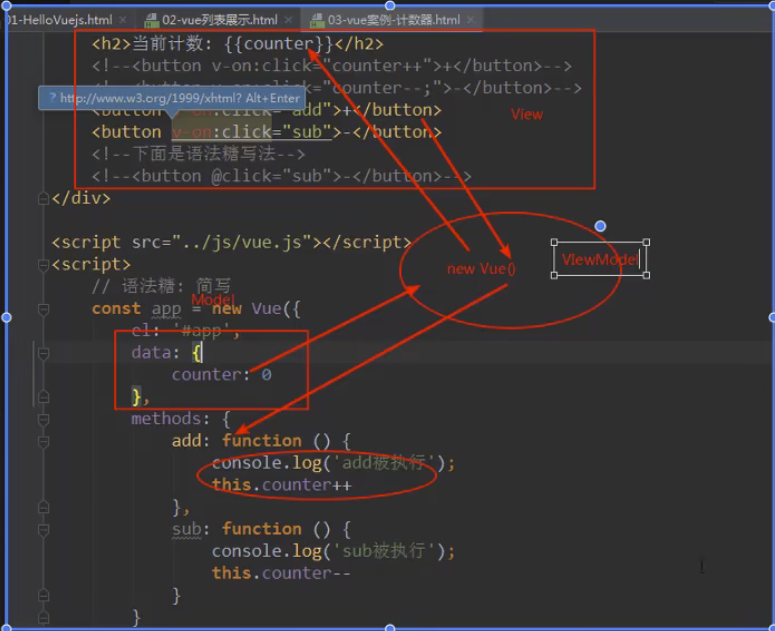 01-HelloVuejs.html × 02-vue列表展示.html × 03-vue案例-计数器.html ×
<h2>当前计数: {{counter}}</h2>
<!--<button v-on:click="counter++">+</button>-->
counter--;">-</button>-->
? http://www.w3.org/1999/xhtml? Alt+Enter
<button v-on:click="add">+</button>
View
<button v-on:click="sub">-</button>
<!--下面是语法糖写法-->
<!--<button @click="sub">-</button>-->
</div>
<script src="../js/vue.js"></script>
new Vue()
VIewModel
<script>
// 语法糖: 简写
Model
const app = new Vue({
el: '#app',
data: {
counter: 0
},
methods: {
add: function () {
console.log('add被执行');
this.counter++
},
sub: function () {
console.log('sub被执行');
this.counter--
}
}